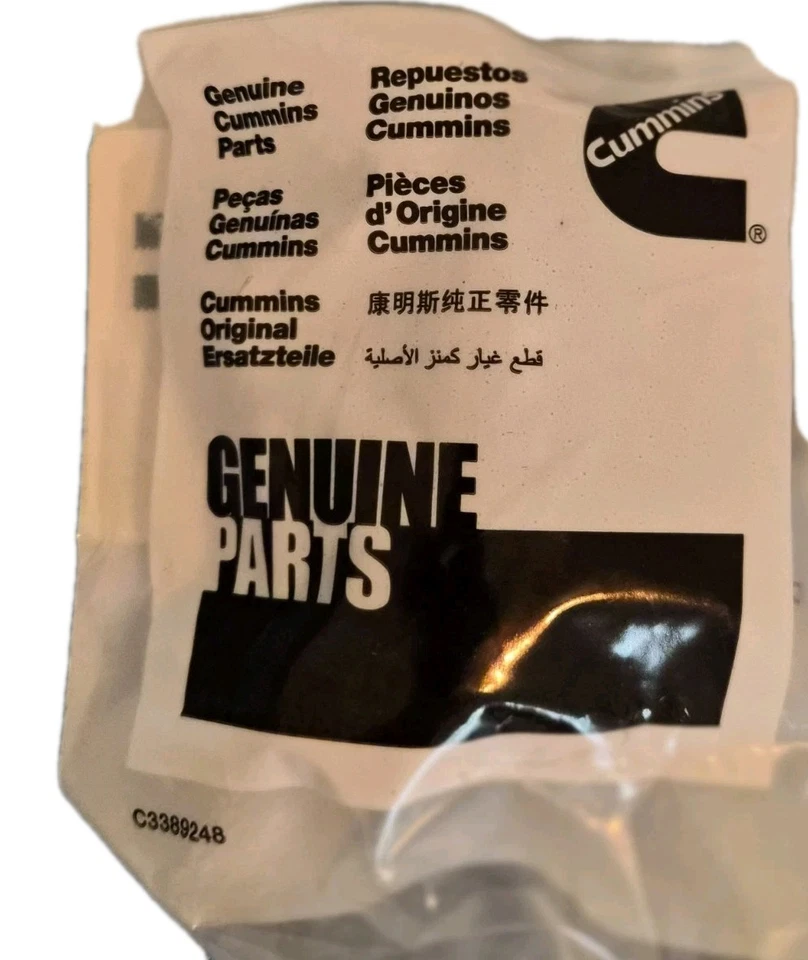 Genuine
Cummins
Parts
Repuestos
Genuinos
Cummins
Cummins
®
Peças
Genuínas
Cummins
Pièces
d'Origine
Cummins
Cummins
Original
Ersatzteile
康明斯纯正零件
قطع غيار كمنز الأصلية
GENUINE
PARTS
C3389248